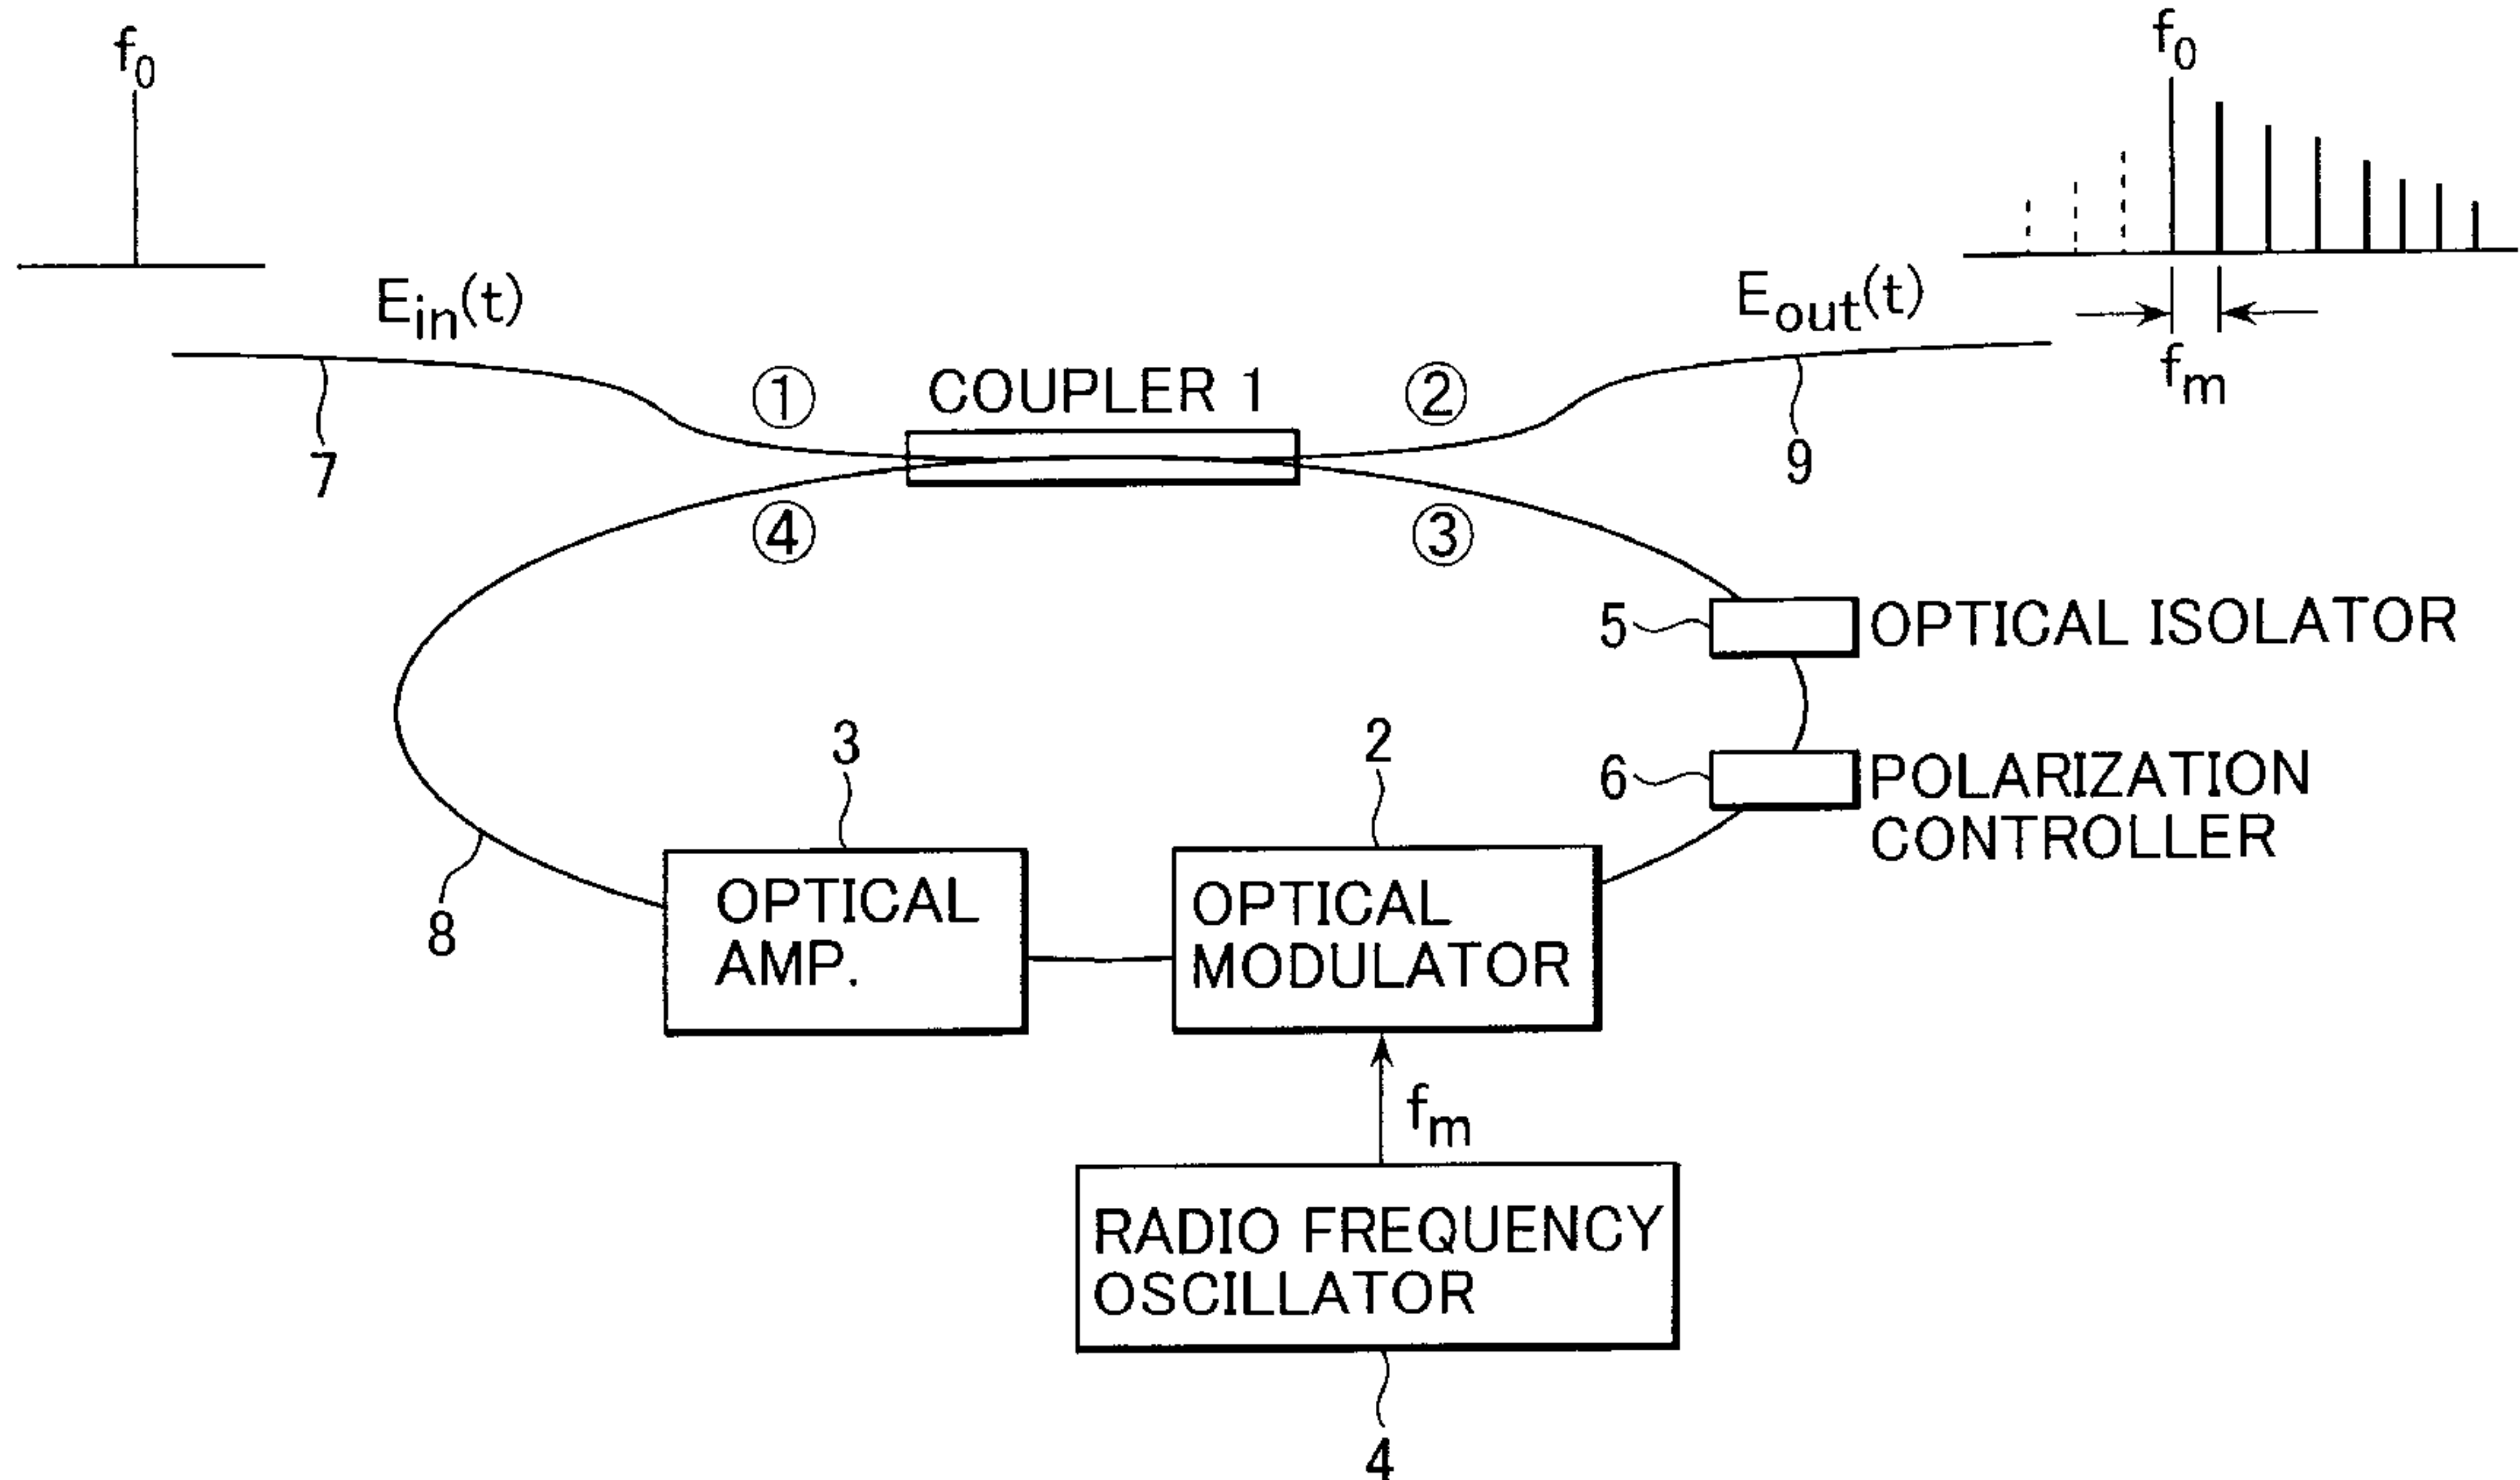 f0
f0
Ein(t)
Eout(t)
fm
① COUPLER 1 ②
7
9
④
③
5 OPTICAL ISOLATOR
3
2
6 POLARIZATION
CONTROLLER
8
OPTICAL
AMP.
OPTICAL
MODULATOR
fm
RADIO FREQUENCY
OSCILLATOR
4